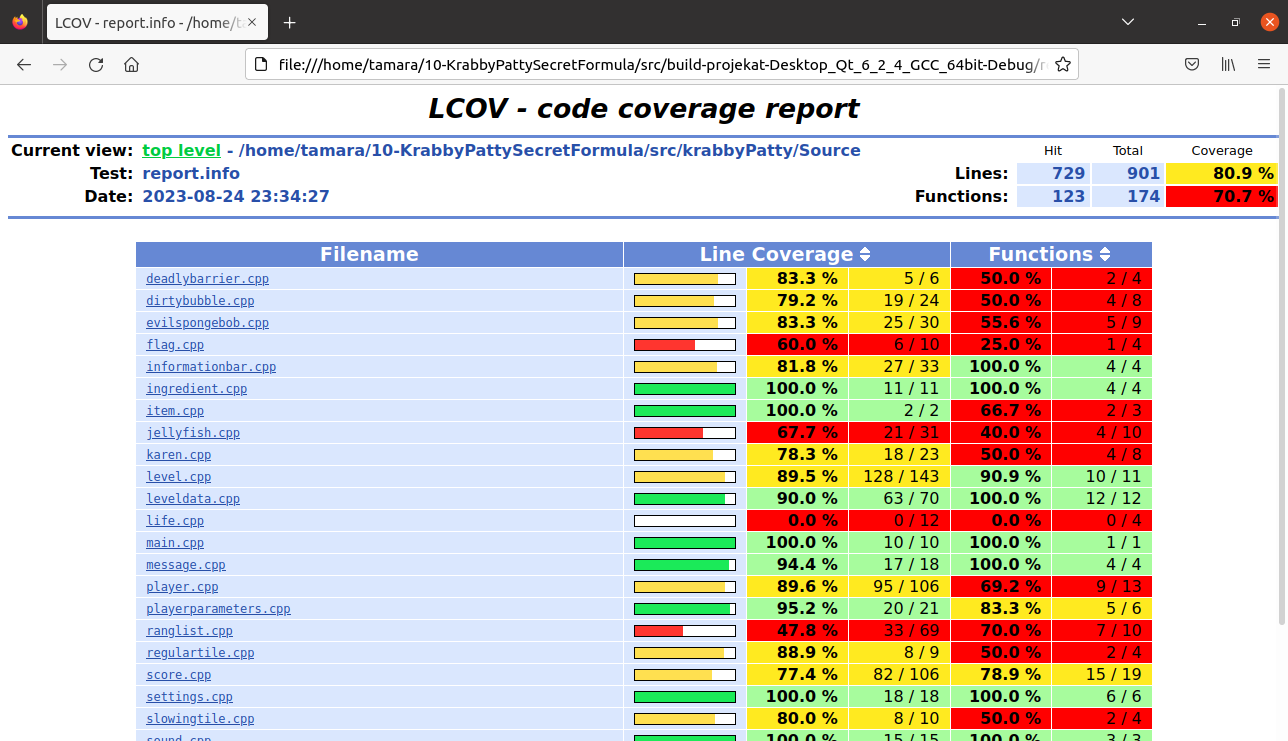 LCOV - report.info - /home/ta
file:///home/tamara/10-KrabbyPattySecretFormula/src/build-projekat-Desktop_Qt_6_2_4_GCC_64bit-Debug/r
LCOV - code coverage report
Current view: top level - /home/tamara/10-KrabbyPattySecretFormula/src/krabbyPatty/Source Hit Total Coverage
Test: report.info Lines: 729 901 80.9 %
Date: 2023-08-24 23:34:27 Functions: 123 174 70.7 %
Filename Line Coverage Functions
deadlybarrier.cpp 83.3 % 5 / 6 50.0 % 2 / 4
dirtybubble.cpp 79.2 % 19 / 24 50.0 % 4 / 8
evilspongebob.cpp 83.3 % 25 / 30 55.6 % 5 / 9
flag.cpp 60.0 % 6 / 10 25.0 % 1 / 4
informationbar.cpp 81.8 % 27 / 33 100.0 % 4 / 4
ingredient.cpp 100.0 % 11 / 11 100.0 % 4 / 4
item.cpp 100.0 % 2 / 2 66.7 % 2 / 3
jellyfish.cpp 67.7 % 21 / 31 40.0 % 4 / 10
karen.cpp 78.3 % 18 / 23 50.0 % 4 / 8
level.cpp 89.5 % 128 / 143 90.9 % 10 / 11
leveldata.cpp 90.0 % 63 / 70 100.0 % 12 / 12
life.cpp 0.0 % 0 / 12 0.0 % 0 / 4
main.cpp 100.0 % 10 / 10 100.0 % 1 / 1
message.cpp 94.4 % 17 / 18 100.0 % 4 / 4
player.cpp 89.6 % 95 / 106 69.2 % 9 / 13
playerparameters.cpp 95.2 % 20 / 21 83.3 % 5 / 6
ranglist.cpp 47.8 % 33 / 69 70.0 % 7 / 10
regulartile.cpp 88.9 % 8 / 9 50.0 % 2 / 4
score.cpp 77.4 % 82 / 106 78.9 % 15 / 19
settings.cpp 100.0 % 18 / 18 100.0 % 6 / 6
slowingtile.cpp 80.0 % 8 / 10 50.0 % 2 / 4
sound.cpp 100.0 % 15 / 15 100.0 % 3 / 3